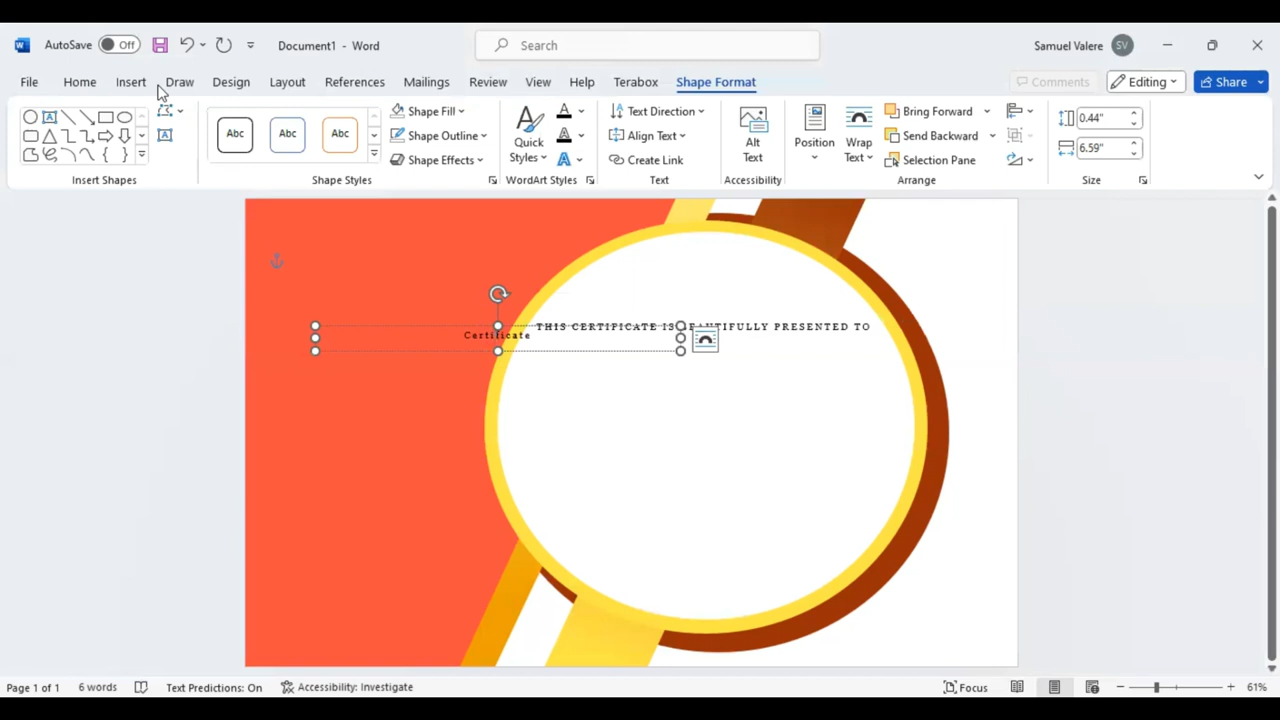 AutoSave Off Document1 - Word Search Samuel Valere SV
File Home Insert Draw Design Layout References Mailings Review View Help Terabox Shape Format Comments Editing Share
Abc Abc Abc
Shape Fill
Shape Outline
Shape Effects
Quick
Styles
Text Direction
Align Text
Create Link
Alt
Text
Position
Wrap
Text
Bring Forward
Send Backward
Selection Pane
0.44"
6.59"
Insert Shapes Shape Styles WordArt Styles Text Accessibility Arrange Size
THIS CERTIFICATE IS BEAUTIFULLY PRESENTED TO
Certificate
Page 1 of 1 6 words Text Predictions: On Accessibility: Investigate Focus 61%